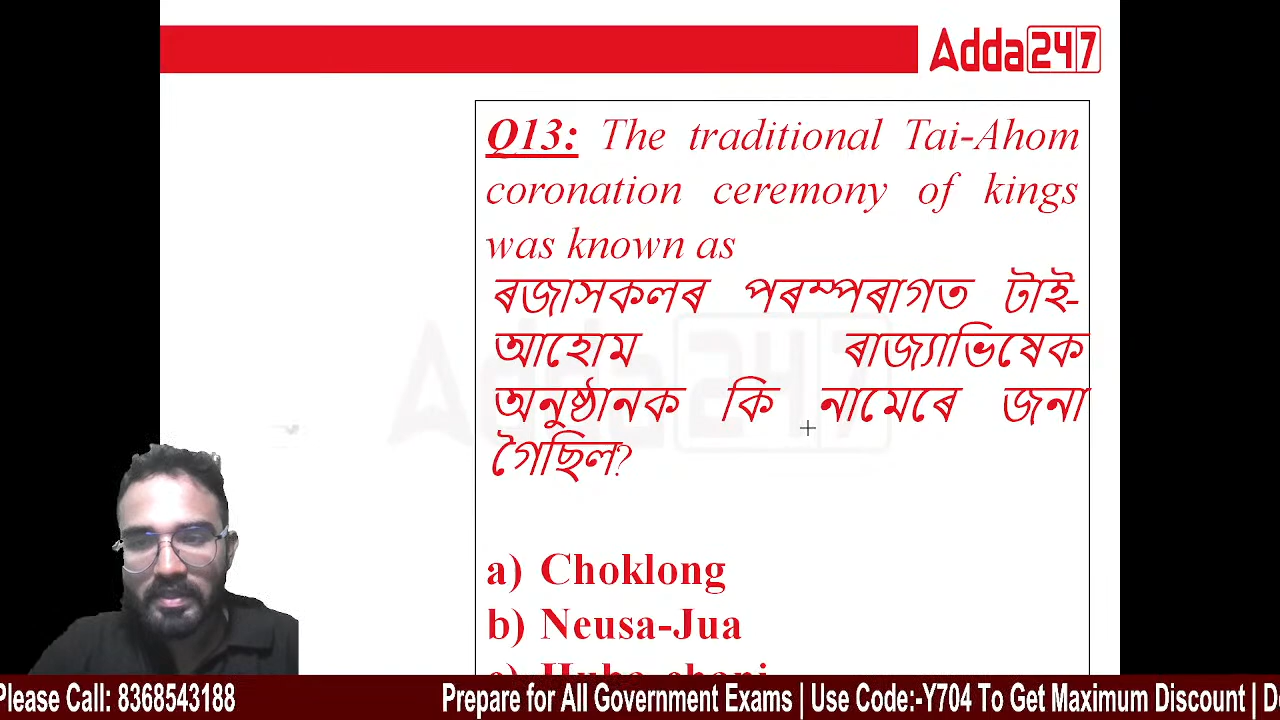 Adda247
Q13: The traditional Tai-Ahom
coronation ceremony of kings
was known as
ৰজাসকলৰ পৰম্পৰাগত টাই-
আহোম ৰাজ্যাভিষেক
অনুষ্ঠানক কি নামেৰে জনা
গৈছিল?
a) Choklong
b) Neusa-Jua
Please Call: 8368543188 Prepare for All Government Exams | Use Code:-Y704 To Get Maximum Discount |